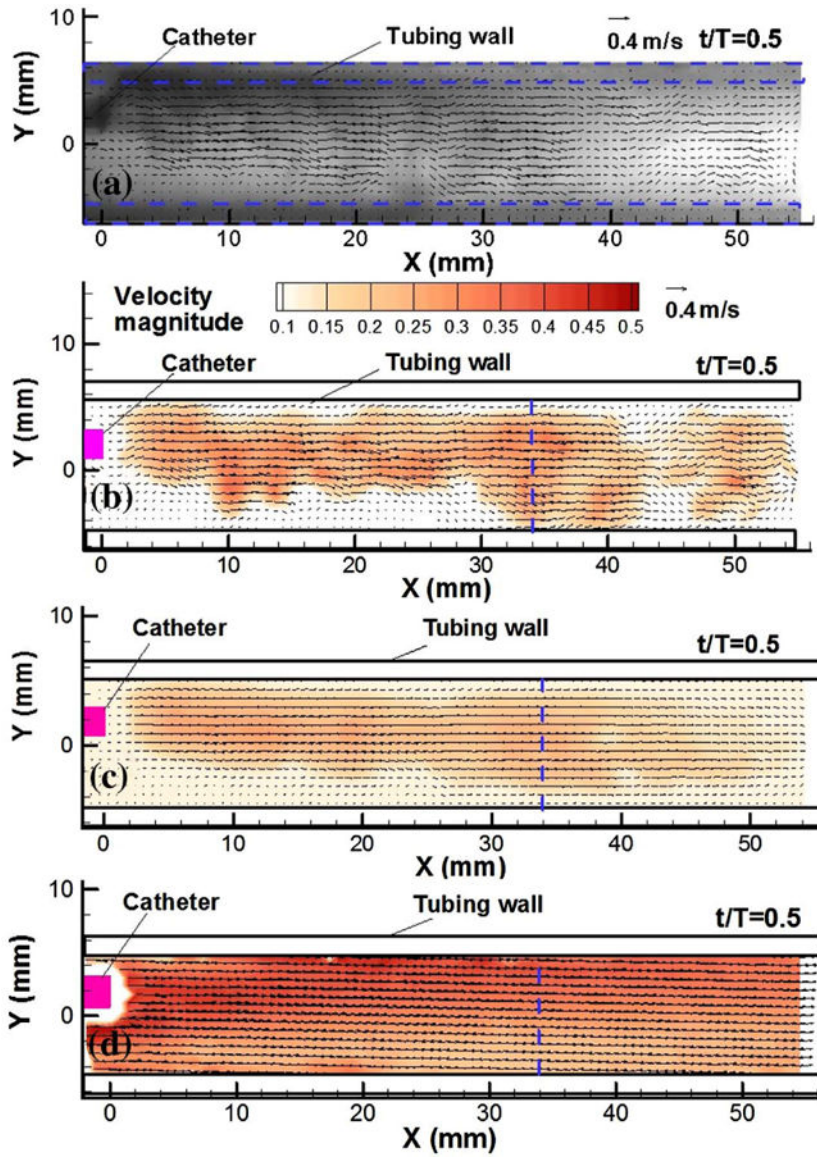 10
Catheter
Tubing wall
0.4 m/s
t/T=0.5
Y (mm)
0
(a)
0 10 20 30 40 50
X (mm)
Velocity magnitude
0.1 0.15 0.2 0.25 0.3 0.35 0.4 0.45 0.5
0.4 m/s
10
Catheter
Tubing wall
t/T=0.5
Y (mm)
0
(b)
0 10 20 30 40 50
X (mm)
10
Catheter
Tubing wall
t/T=0.5
Y (mm)
0
(c)
0 10 20 30 40 50
X (mm)
10
Catheter
Tubing wall
t/T=0.5
Y (mm)
0
(d)
0 10 20 30 40 50
X (mm)